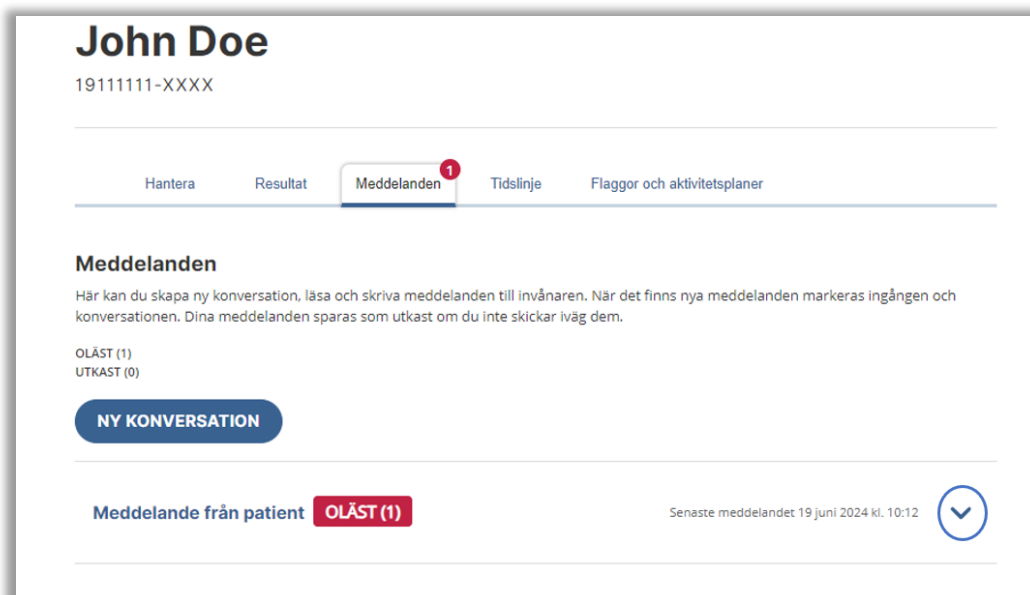 John Doe
19111111-XXXX
Hantera Resultat Meddelanden 1 Tidslinje Flaggor och aktivitetsplaner
Meddelanden
Här kan du skapa ny konversation, läsa och skriva meddelanden till invånaren. När det finns nya meddelanden markeras ingången och
konversationen. Dina meddelanden sparas som utkast om du inte skickar iväg dem.
OLÄST (1)
UTKAST (0)
NY KONVERSATION
Meddelande från patient OLÄST (1) Senaste meddelandet 19 juni 2024 kl. 10:12